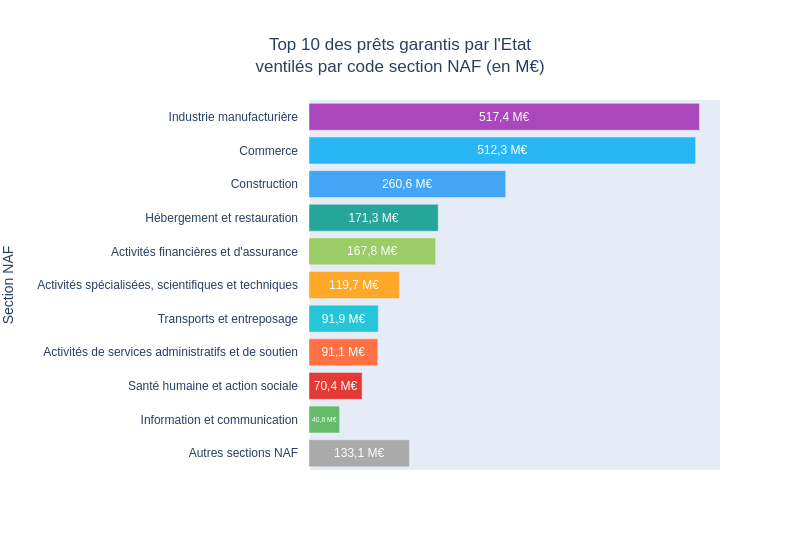 Top 10 des prêts garantis par l'Etat
ventilés par code section NAF (en M€)
Section NAF
Industrie manufacturière 517,4 M€
Commerce 512,3 M€
Construction 260,6 M€
Hébergement et restauration 171,3 M€
Activités financières et d'assurance 167,8 M€
Activités spécialisées, scientifiques et techniques 119,7 M€
Transports et entreposage 91,9 M€
Activités de services administratifs et de soutien 91,1 M€
Santé humaine et action sociale 70,4 M€
Information et communication 40,6 M€
Autres sections NAF 133,1 M€